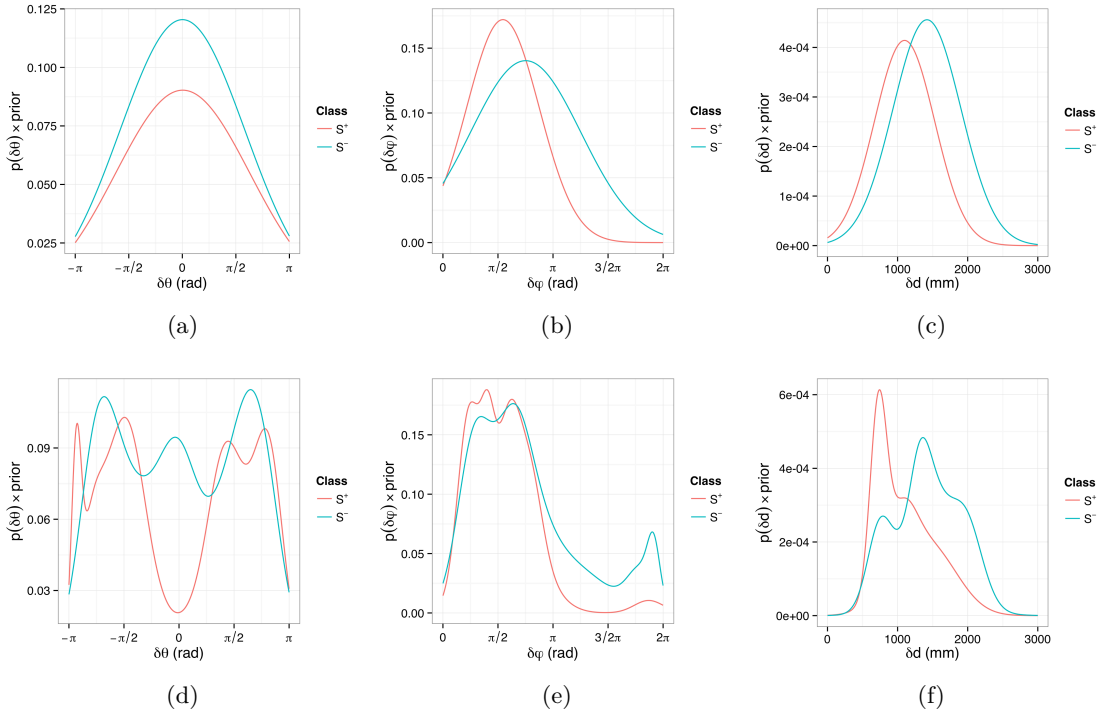 0.125
0.100
0.075
0.050
0.025
p(δθ) × prior
−π
−π/2
0
π/2
π
δθ (rad)
Class
S⁺
S⁻
(a)
0.15
0.10
0.05
0.00
p(δφ) × prior
0
π/2
π
3/2π
2π
δφ (rad)
Class
S⁺
S⁻
(b)
4e−04
3e−04
2e−04
1e−04
0e+00
p(δd) × prior
0
1000
2000
3000
δd (mm)
Class
S⁺
S⁻
(c)
0.09
0.06
0.03
p(δθ) × prior
−π
−π/2
0
π/2
π
δθ (rad)
Class
S⁺
S⁻
(d)
0.15
0.10
0.05
0.00
p(δφ) × prior
0
π/2
π
3/2π
2π
δφ (rad)
Class
S⁺
S⁻
(e)
6e−04
4e−04
2e−04
0e+00
p(δd) × prior
0
1000
2000
3000
δd (mm)
Class
S⁺
S⁻
(f)